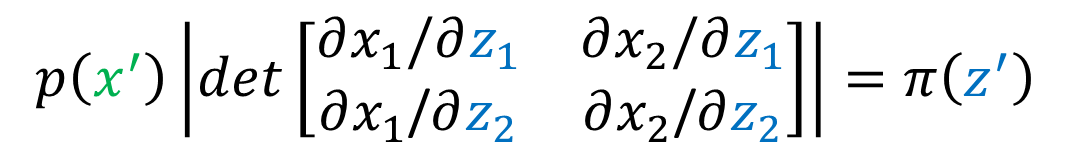 p(x′) |det [∂x₁/∂z₁ ∂x₂/∂z₁
∂x₁/∂z₂ ∂x₂/∂z₂]| = π(z′)